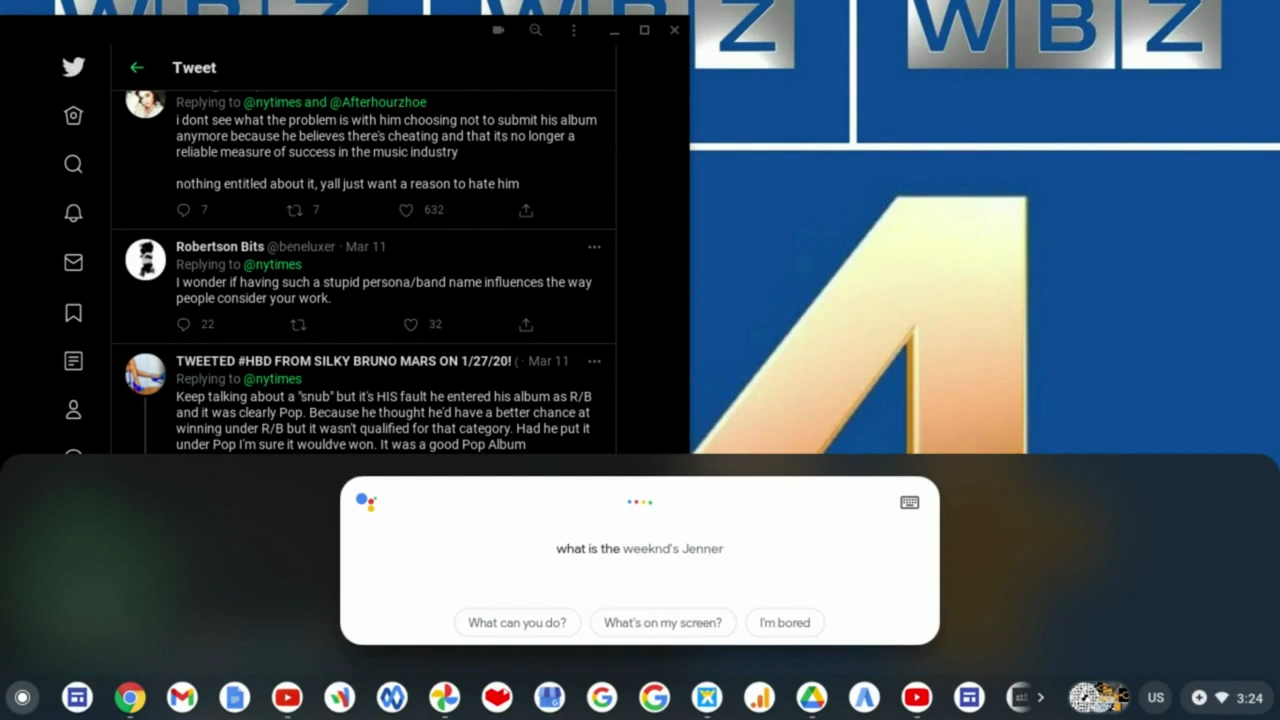 WBZ
WBZ
Tweet
Replying to @nytimes and @Afterhourzhoe
i dont see what the problem is with him choosing not to submit his album
anymore because he believes there's cheating and that its no longer a
reliable measure of success in the music industry
nothing entitled about it, yall just want a reason to hate him
7 7 632
Robertson Bits @beneluxer · Mar 11
Replying to @nytimes
I wonder if having such a stupid persona/band name influences the way
people consider your work.
22 32
TWEETED #HBD FROM SILKY BRUNO MARS ON 1/27/20! ( · Mar 11
Replying to @nytimes
Keep talking about a "snub" but it's HIS fault he entered his album as R/B
and it was clearly Pop. Because he thought he'd have a better chance at
winning under R/B but it wasn't qualified for that category. Had he put it
under Pop I'm sure it wouldve won. It was a good Pop Album
4
what is the weeknd's Jenner
What can you do? What's on my screen? I'm bored
US 3:24